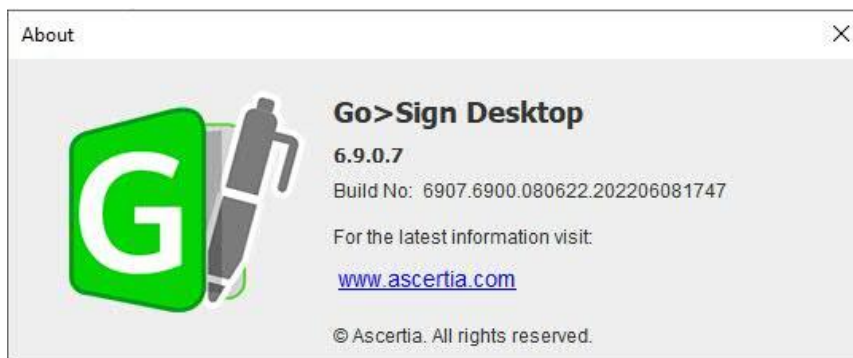 About
G
Go>Sign Desktop
6.9.0.7
Build No: 6907.6900.080622.202206081747
For the latest information visit:
www.ascertia.com
© Ascertia. All rights reserved.